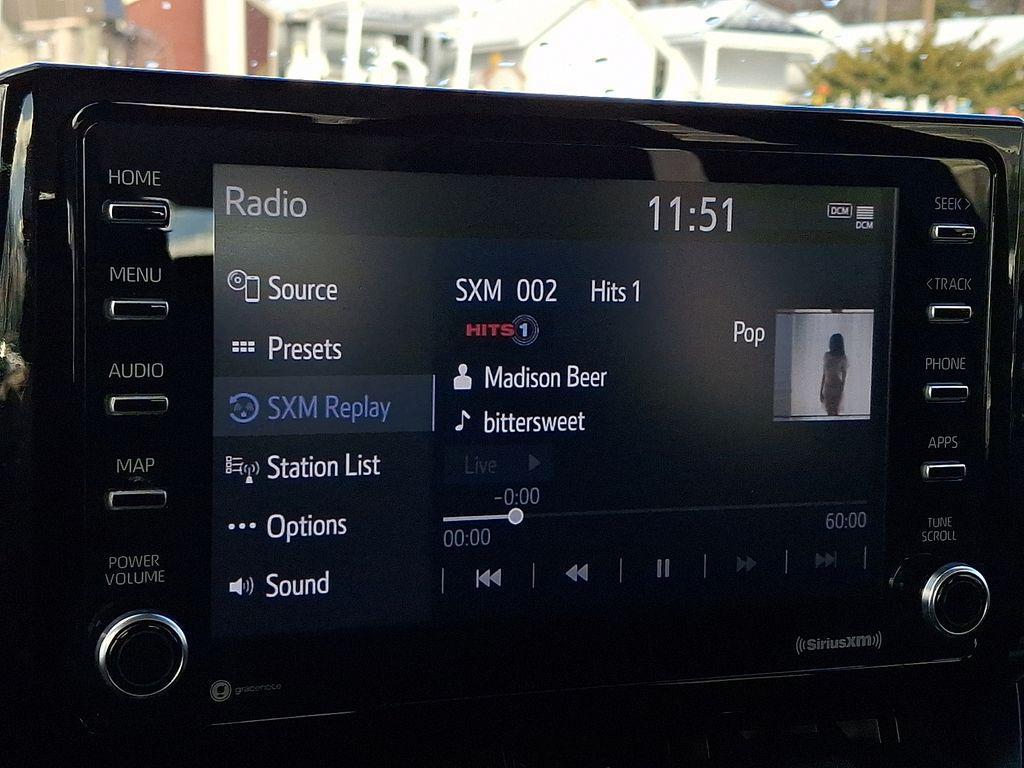 HOME
MENU
AUDIO
MAP
POWER
VOLUME
Radio
11:51
DCM
DCM
Source
Presets
SXM Replay
Station List
Options
Sound
SXM 002 Hits 1
HITS 1
Pop
Madison Beer
bittersweet
Live
-0:00
00:00
60:00
SEEK >
< TRACK
PHONE
APPS
TUNE
SCROLL
gracenote
((SiriusXM))